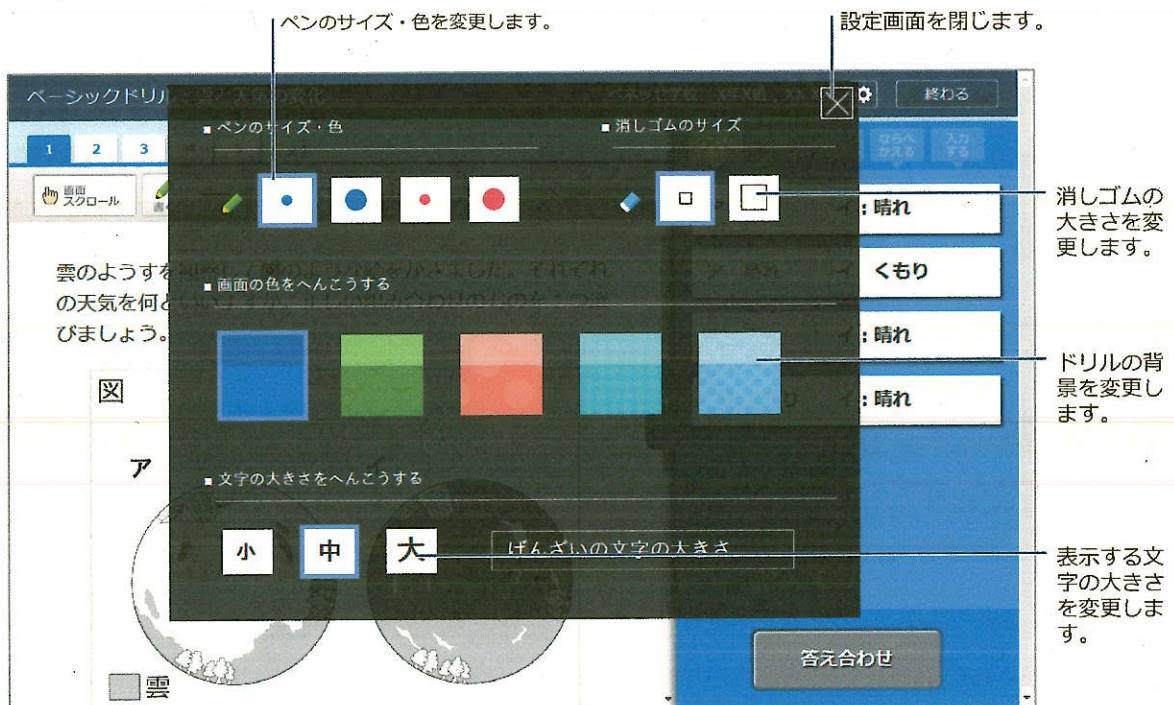 ペンのサイズ・色を変更します。
設定画面を閉じます。
ベーシックドリル
終わる
■ ペンのサイズ・色
■ 消しゴムのサイズ
1 2 3
ならべかえる
入力する
画面スクロール
消しゴムの
大きさを変
更します。
イ:晴れ
雲のようすを
の天気を何とい
びましょう。
■ 画面の色をへんこうする
くもり
イ:晴れ
ドリルの背
景を変更し
ます。
イ:晴れ
図
ア
■ 文字の大きさをへんこうする
小 中 大
げんざいの文字の大きさ
表示する文
字の大きさ
を変更しま
す。
答え合わせ
雲